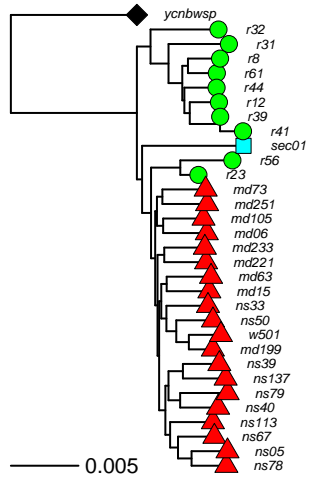 ycnbwsp
r32
r31
r8
r61
r44
r12
r39
r41
sec01
r56
r23
md73
md251
md105
md06
md233
md221
md63
md15
ns33
ns50
w501
md199
ns39
ns137
ns79
ns40
ns113
ns67
ns05
ns78
0.005